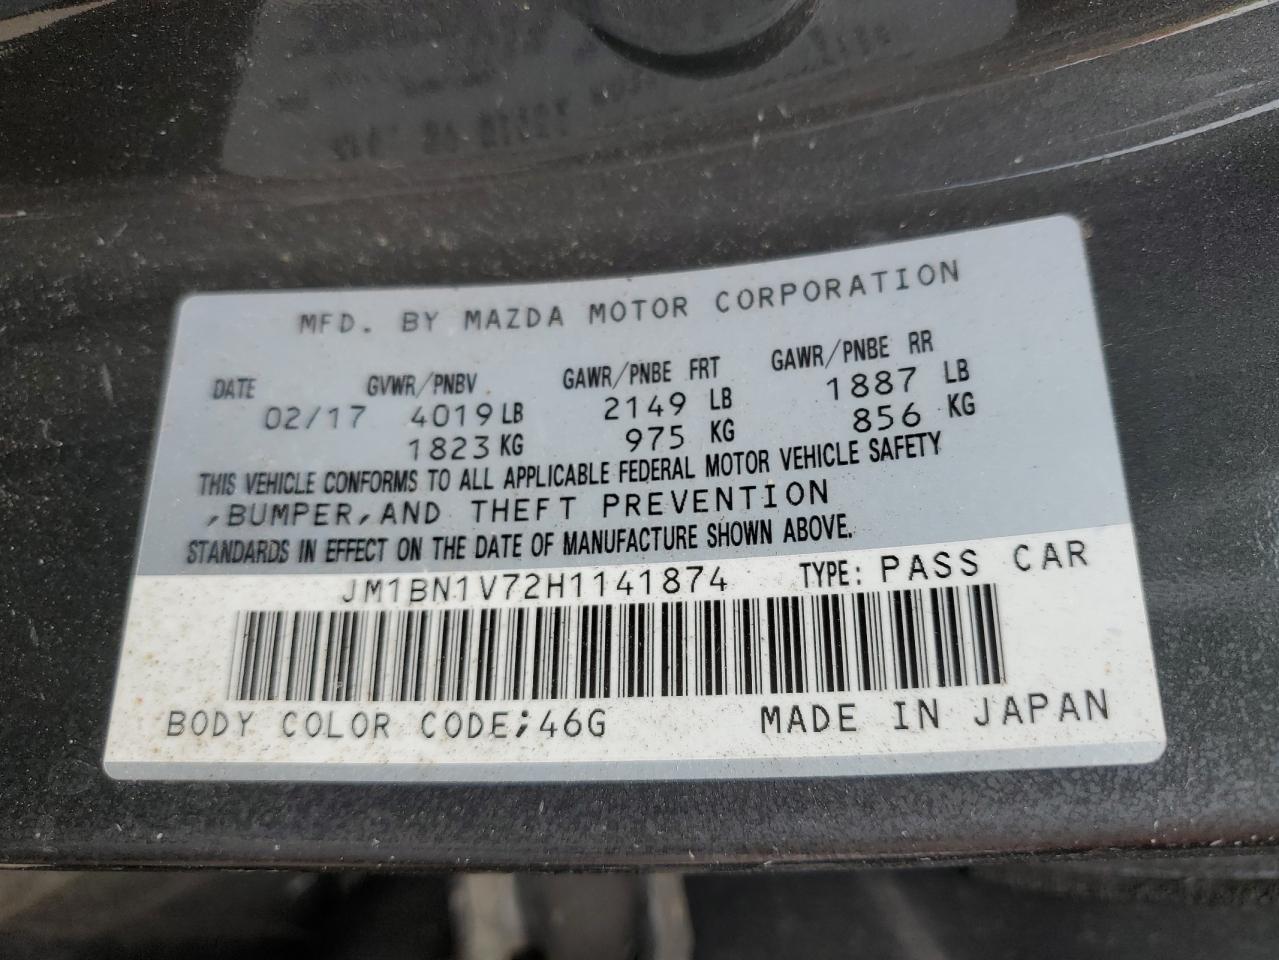 MFD. BY MAZDA MOTOR CORPORATION
DATE GVWR/PNBV GAWR/PNBE FRT GAWR/PNBE RR
02/17 4019 LB 2149 LB 1887 LB
1823 KG 975 KG 856 KG
THIS VEHICLE CONFORMS TO ALL APPLICABLE FEDERAL MOTOR VEHICLE SAFETY
,BUMPER,AND THEFT PREVENTION
STANDARDS IN EFFECT ON THE DATE OF MANUFACTURE SHOWN ABOVE.
JM1BN1V72H1141874 TYPE: PASS CAR
BODY COLOR CODE;46G MADE IN JAPAN